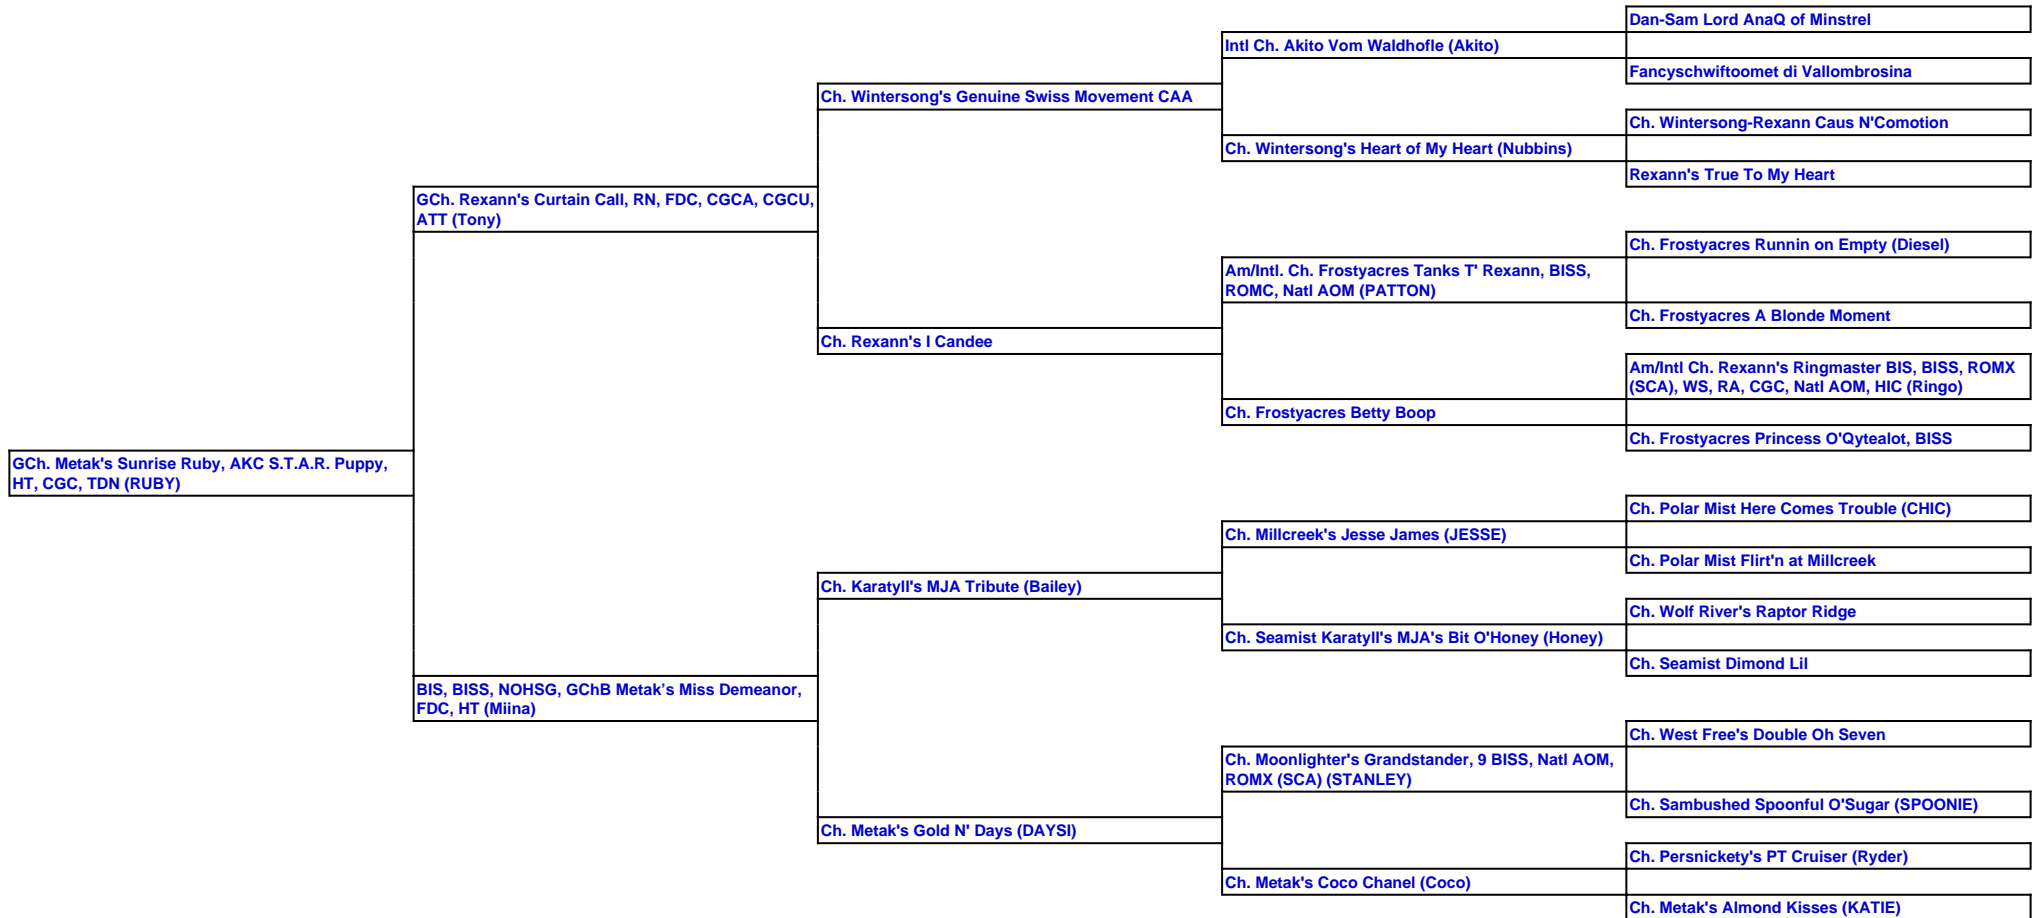 Dan-Sam Lord AnaQ of Minstrel
Intl Ch. Akito Vom Waldhofle (Akito)
Fancyschwiftoomet di Vallombrosina
Ch. Wintersong's Genuine Swiss Movement CAA
Ch. Wintersong-Rexann Caus N'Comotion
Ch. Wintersong's Heart of My Heart (Nubbins)
Rexann's True To My Heart
GCh. Rexann's Curtain Call, RN, FDC, CGCA, CGCU,
ATT (Tony)
Ch. Frostyacres Runnin on Empty (Diesel)
Am/Intl. Ch. Frostyacres Tanks T' Rexann, BISS,
ROMC, Natl AOM (PATTON)
Ch. Frostyacres A Blonde Moment
Ch. Rexann's I Candee
Am/Intl Ch. Rexann's Ringmaster BIS, BISS, ROMX
(SCA), WS, RA, CGC, Natl AOM, HIC (Ringo)
Ch. Frostyacres Betty Boop
Ch. Frostyacres Princess O'Qytealot, BISS
GCh. Metak's Sunrise Ruby, AKC S.T.A.R. Puppy,
HT, CGC, TDN (RUBY)
Ch. Polar Mist Here Comes Trouble (CHIC)
Ch. Millcreek's Jesse James (JESSE)
Ch. Polar Mist Flirt'n at Millcreek
Ch. Karatyll's MJA Tribute (Bailey)
Ch. Wolf River's Raptor Ridge
Ch. Seamist Karatyll's MJA's Bit O'Honey (Honey)
Ch. Seamist Dimond Lil
BIS, BISS, NOHSG, GChB Metak’s Miss Demeanor,
FDC, HT (Miina)
Ch. West Free's Double Oh Seven
Ch. Moonlighter's Grandstander, 9 BISS, Natl AOM,
ROMX (SCA) (STANLEY)
Ch. Sambushed Spoonful O'Sugar (SPOONIE)
Ch. Metak's Gold N' Days (DAYSI)
Ch. Persnickety's PT Cruiser (Ryder)
Ch. Metak's Coco Chanel (Coco)
Ch. Metak's Almond Kisses (KATIE)